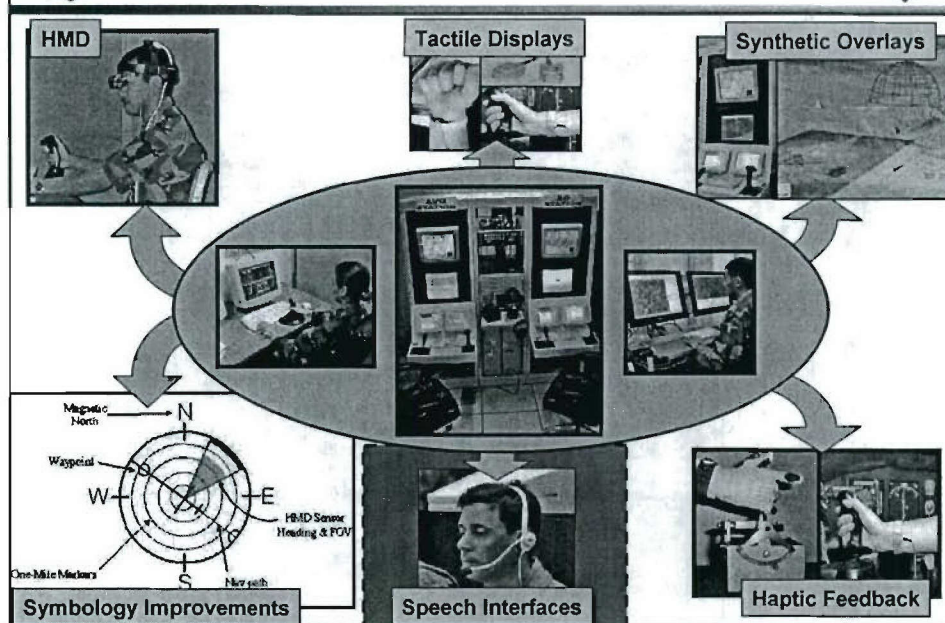 HMD
Tactile Displays
Synthetic Overlays
Magnetic
North
N
Waypoint
W
E
HMD Sensor
Heading & FOV
One-Mile Markers
S
Nav path
Symbology Improvements
Speech Interfaces
Haptic Feedback